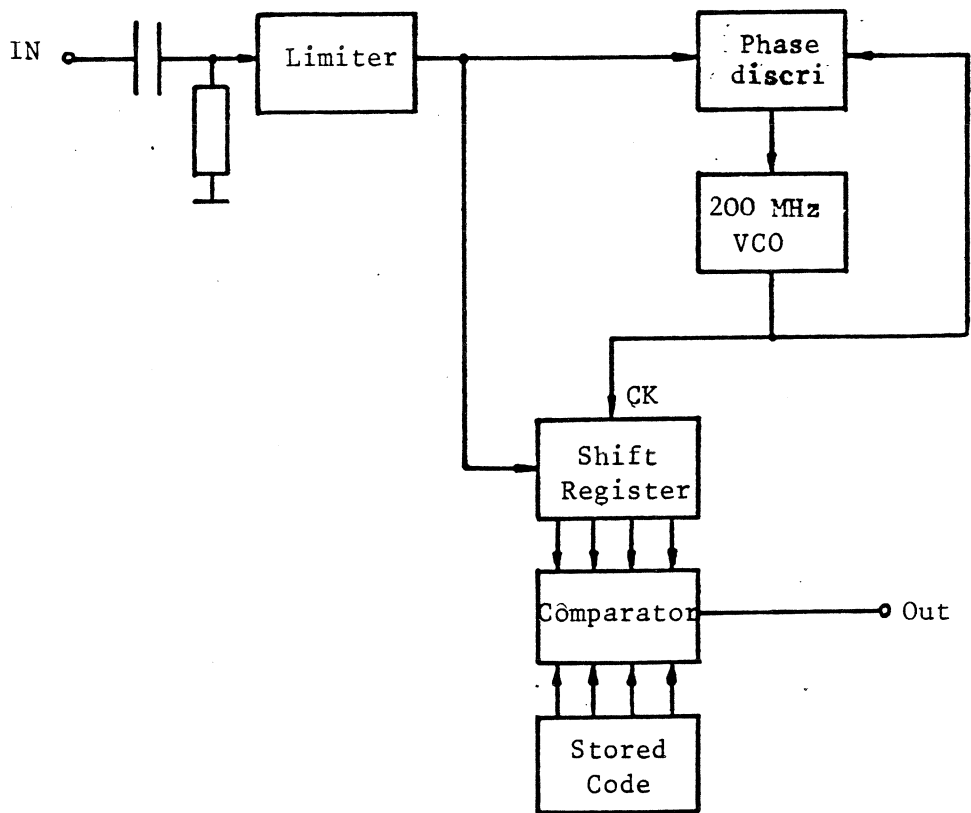 IN
Limiter
Phase
discri
200 MHz
VCO
CK
Shift
Register
Comparator
Out
Stored
Code